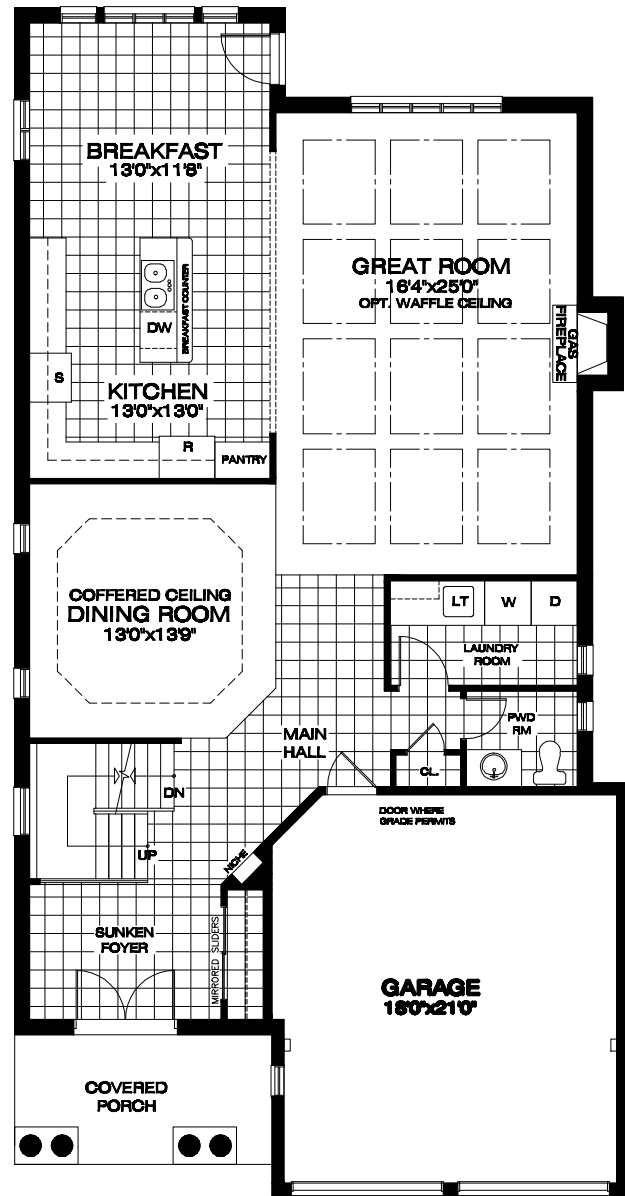 BREAKFAST
13'0"x11'8"
GREAT ROOM
16'4"x25'0"
OPT. WAFFLE CEILING
GAS
FIREPLACE
BREAKFAST COUNTER
DW
S
KITCHEN
13'0"x13'0"
R
PANTRY
COFFERED CEILING
DINING ROOM
13'0"x13'9"
LT
W
D
LAUNDRY
ROOM
PWD
RM
MAIN
HALL
CL.
DN
UP
DOOR WHERE
GRADE PERMITS
NICHE
SUNKEN
FOYER
MIRRORED SLIDERS
GARAGE
18'0"x21'0"
COVERED
PORCH